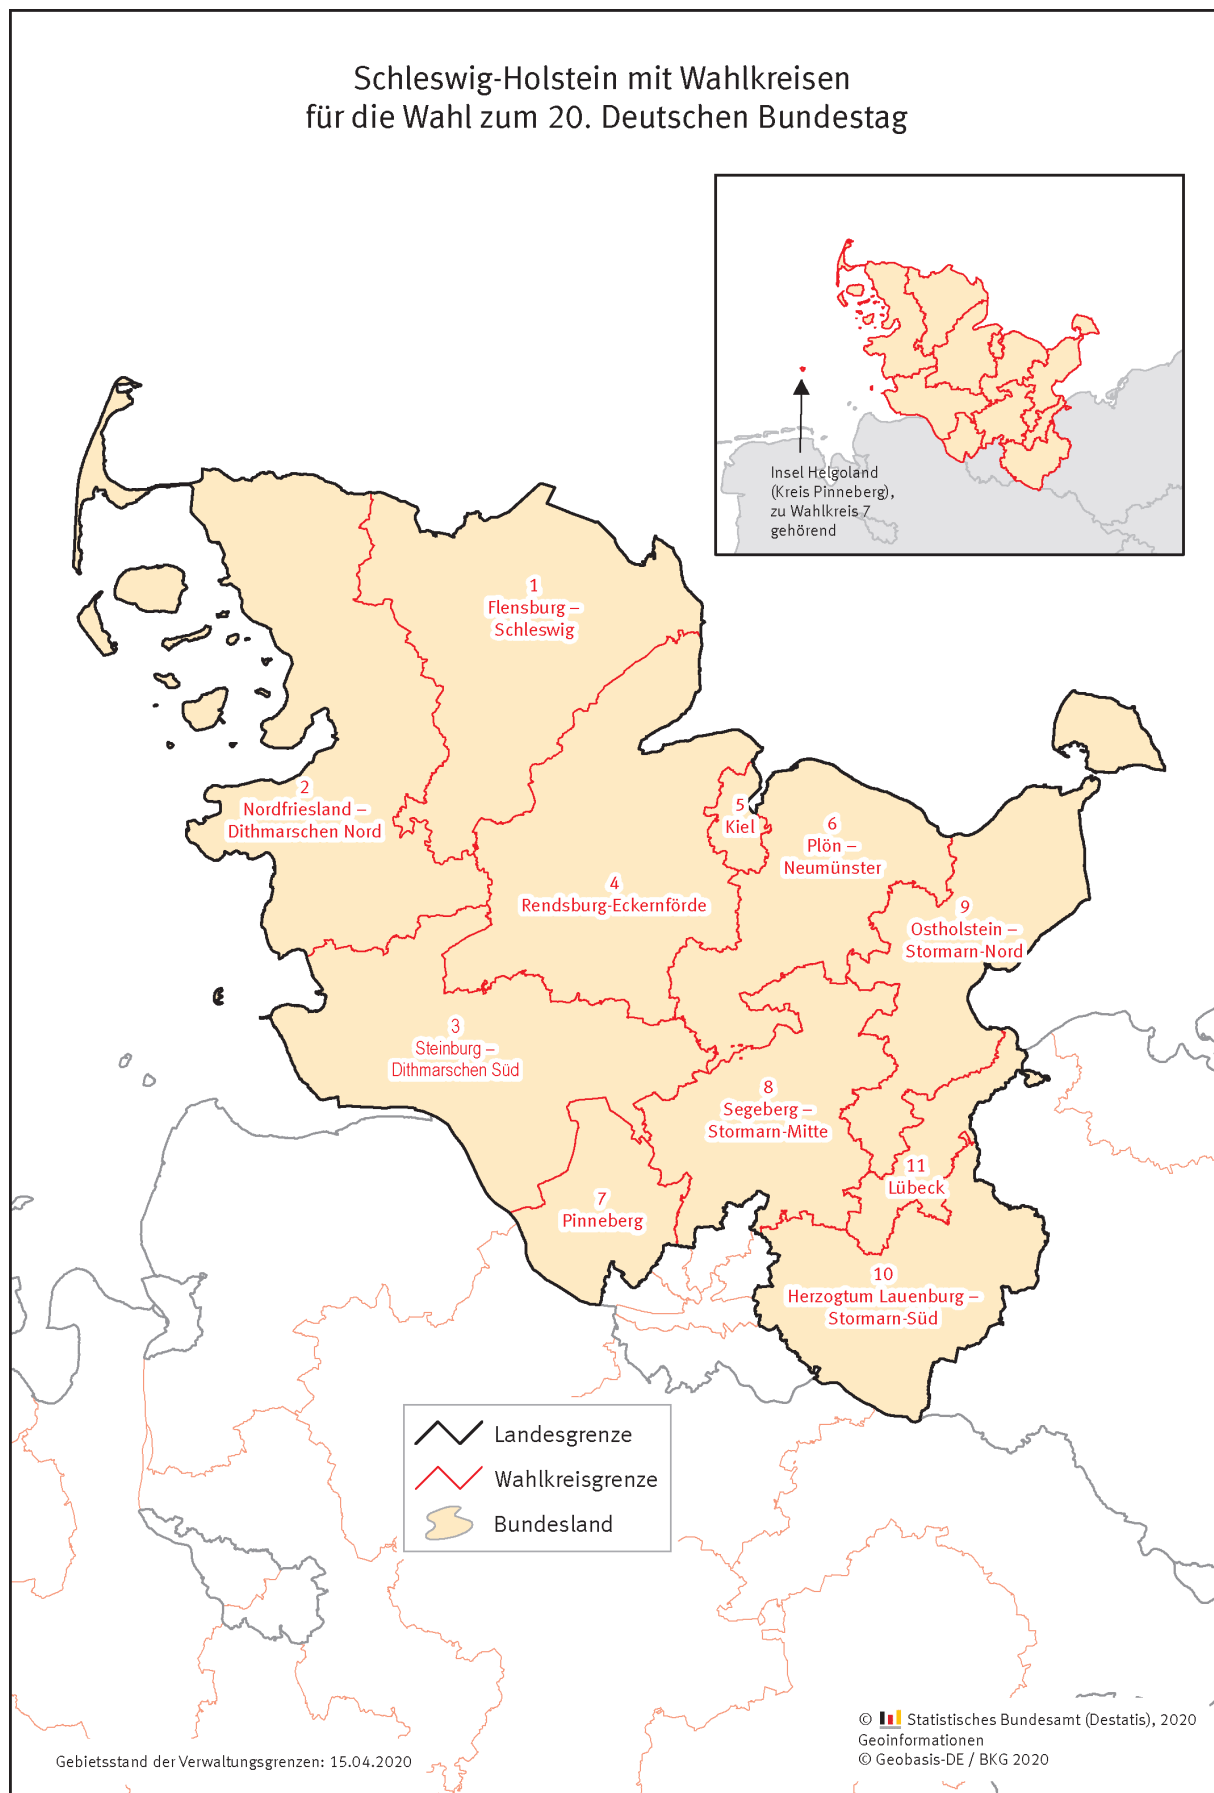 Schleswig-Holstein mit Wahlkreisen
für die Wahl zum 20. Deutschen Bundestag
Insel Helgoland
(Kreis Pinneberg),
zu Wahlkreis 7
gehörend
1
Flensburg –
Schleswig
2
Nordfriesland –
Dithmarschen Nord
5
Kiel
6
Plön –
Neumünster
4
Rendsburg-Eckernförde
9
Ostholstein –
Stormarn-Nord
3
Steinburg –
Dithmarschen Süd
8
Segeberg –
Stormarn-Mitte
11
Lübeck
7
Pinneberg
10
Herzogtum Lauenburg –
Stormarn-Süd
Landesgrenze
Wahlkreisgrenze
Bundesland
© Statistisches Bundesamt (Destatis), 2020
Geoinformationen
© Geobasis-DE / BKG 2020
Gebietsstand der Verwaltungsgrenzen: 15.04.2020